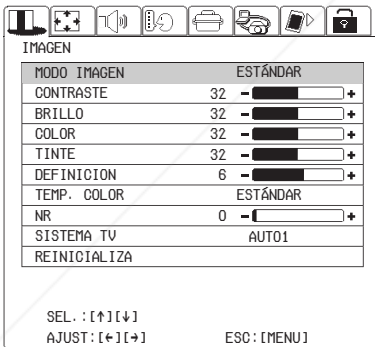 IMAGEN
MODO IMAGEN ESTÁNDAR
CONTRASTE 32 - +
BRILLO 32 - +
COLOR 32 - +
TINTE 32 - +
DEFINICION 6 - +
TEMP. COLOR ESTÁNDAR
NR 0 - +
SISTEMA TV AUTO1
REINICIALIZA
SEL.:[↑][↓]
AJUST:[←][→] ESC:[MENU]